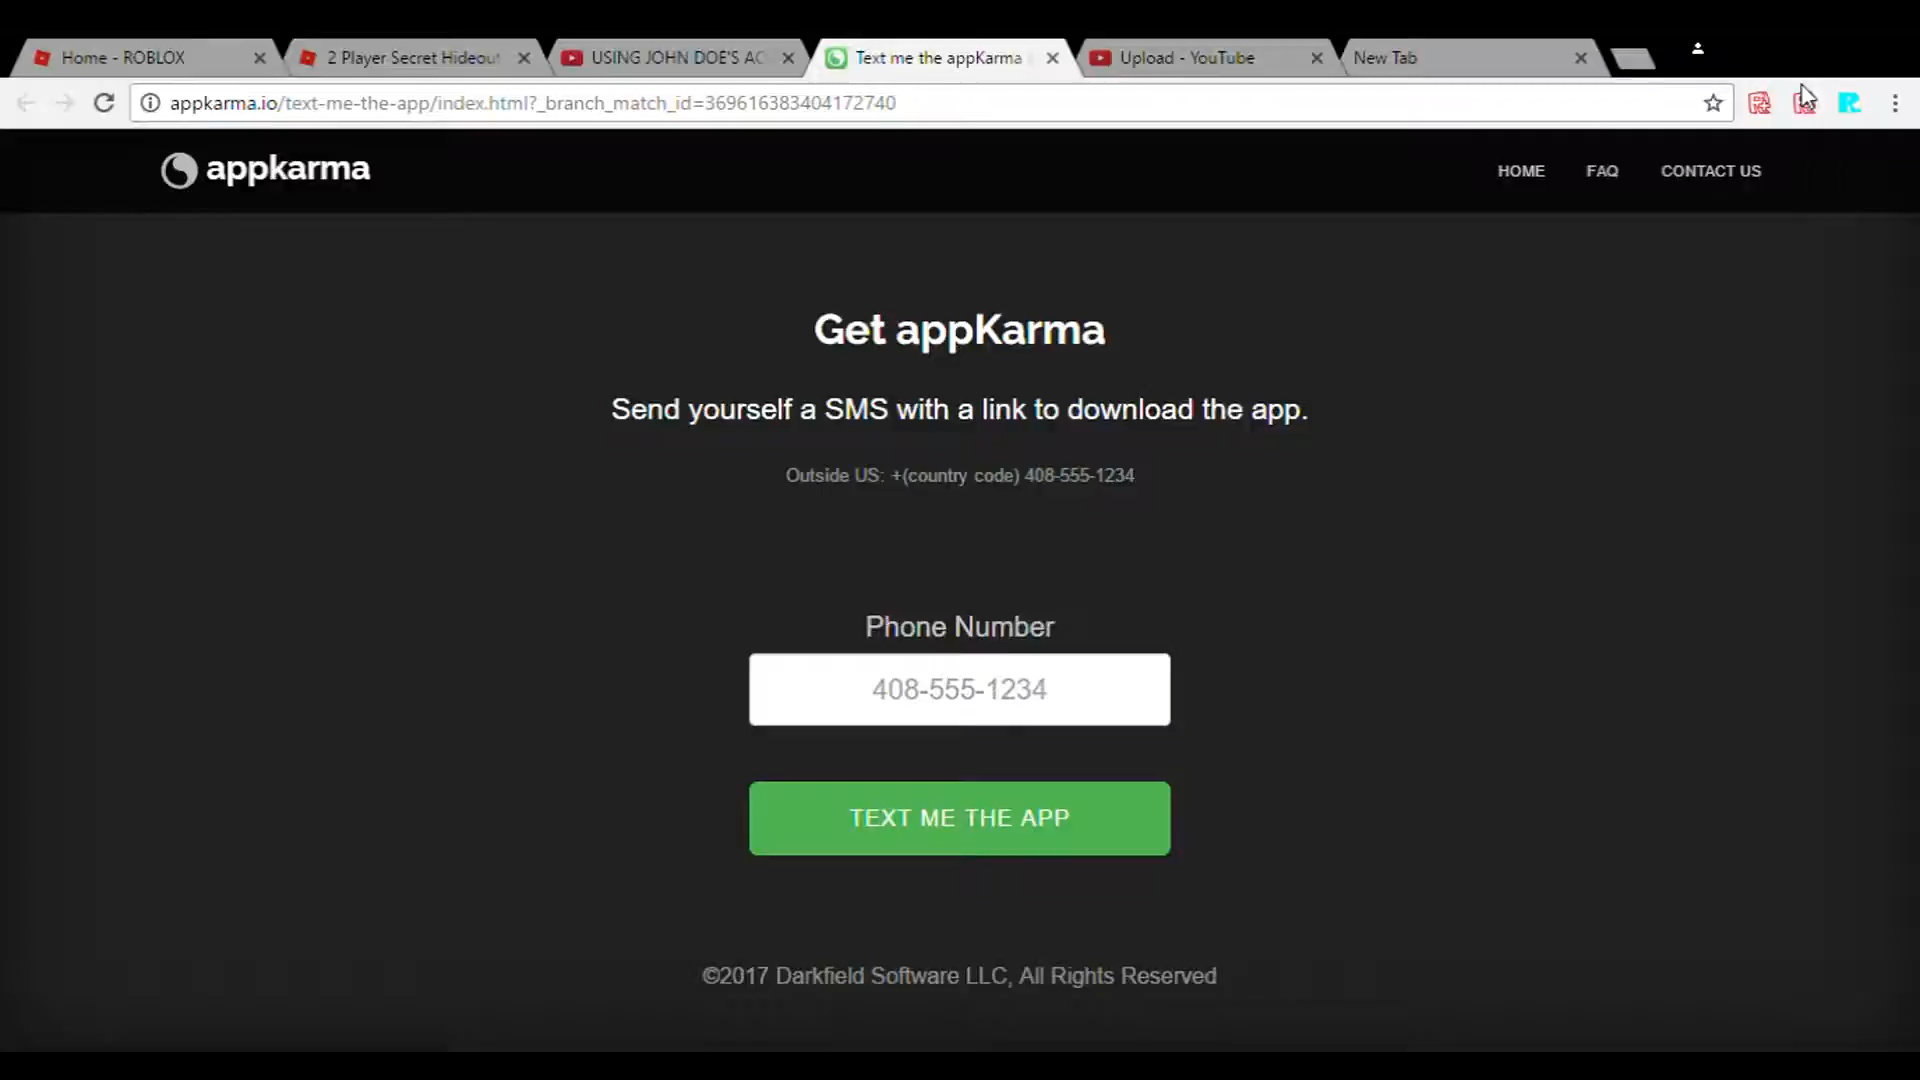 Home - ROBLOX
2 Player Secret Hideou
USING JOHN DOE'S AC
Text me the appKarma
Upload - YouTube
New Tab
appkarma.io/text-me-the-app/index.html?_branch_match_id=369616383404172740
appkarma
HOME
FAQ
CONTACT US
Get appKarma
Send yourself a SMS with a link to download the app.
Outside US: +(country code) 408-555-1234
Phone Number
408-555-1234
TEXT ME THE APP
©2017 Darkfield Software LLC, All Rights Reserved